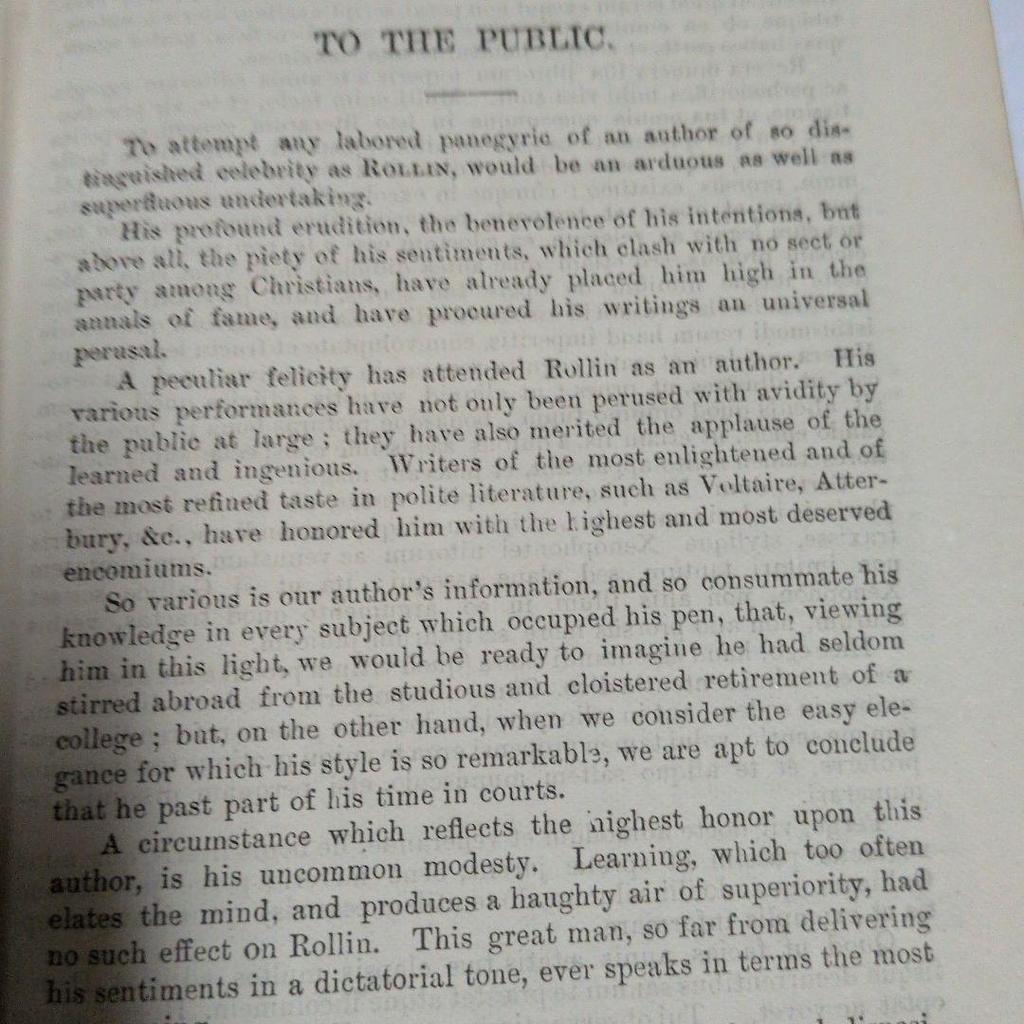 TO THE PUBLIC.
To attempt any labored panegyric of an author of so dis-
tinguished celebrity as ROLLIN, would be an arduous as well as
superfluous undertaking.
His profound erudition, the benevolence of his intentions, but
above all, the piety of his sentiments, which clash with no sect or
party among Christians, have already placed him high in the
annals of fame, and have procured his writings an universal
perusal.
A peculiar felicity has attended Rollin as an author. His
various performances have not only been perused with avidity by
the public at large ; they have also merited the applause of the
learned and ingenious. Writers of the most enlightened and of
the most refined taste in polite literature, such as Voltaire, Atter-
bury, &c., have honored him with the highest and most deserved
encomiums.
So various is our author's information, and so consummate his
knowledge in every subject which occupied his pen, that, viewing
him in this light, we would be ready to imagine he had seldom
stirred abroad from the studious and cloistered retirement of a
college ; but, on the other hand, when we consider the easy ele-
gance for which his style is so remarkable, we are apt to conclude
that he past part of his time in courts.
A circumstance which reflects the highest honor upon this
author, is his uncommon modesty. Learning, which too often
elates the mind, and produces a haughty air of superiority, had
no such effect on Rollin. This great man, so far from delivering
his sentiments in a dictatorial tone, ever speaks in terms the most